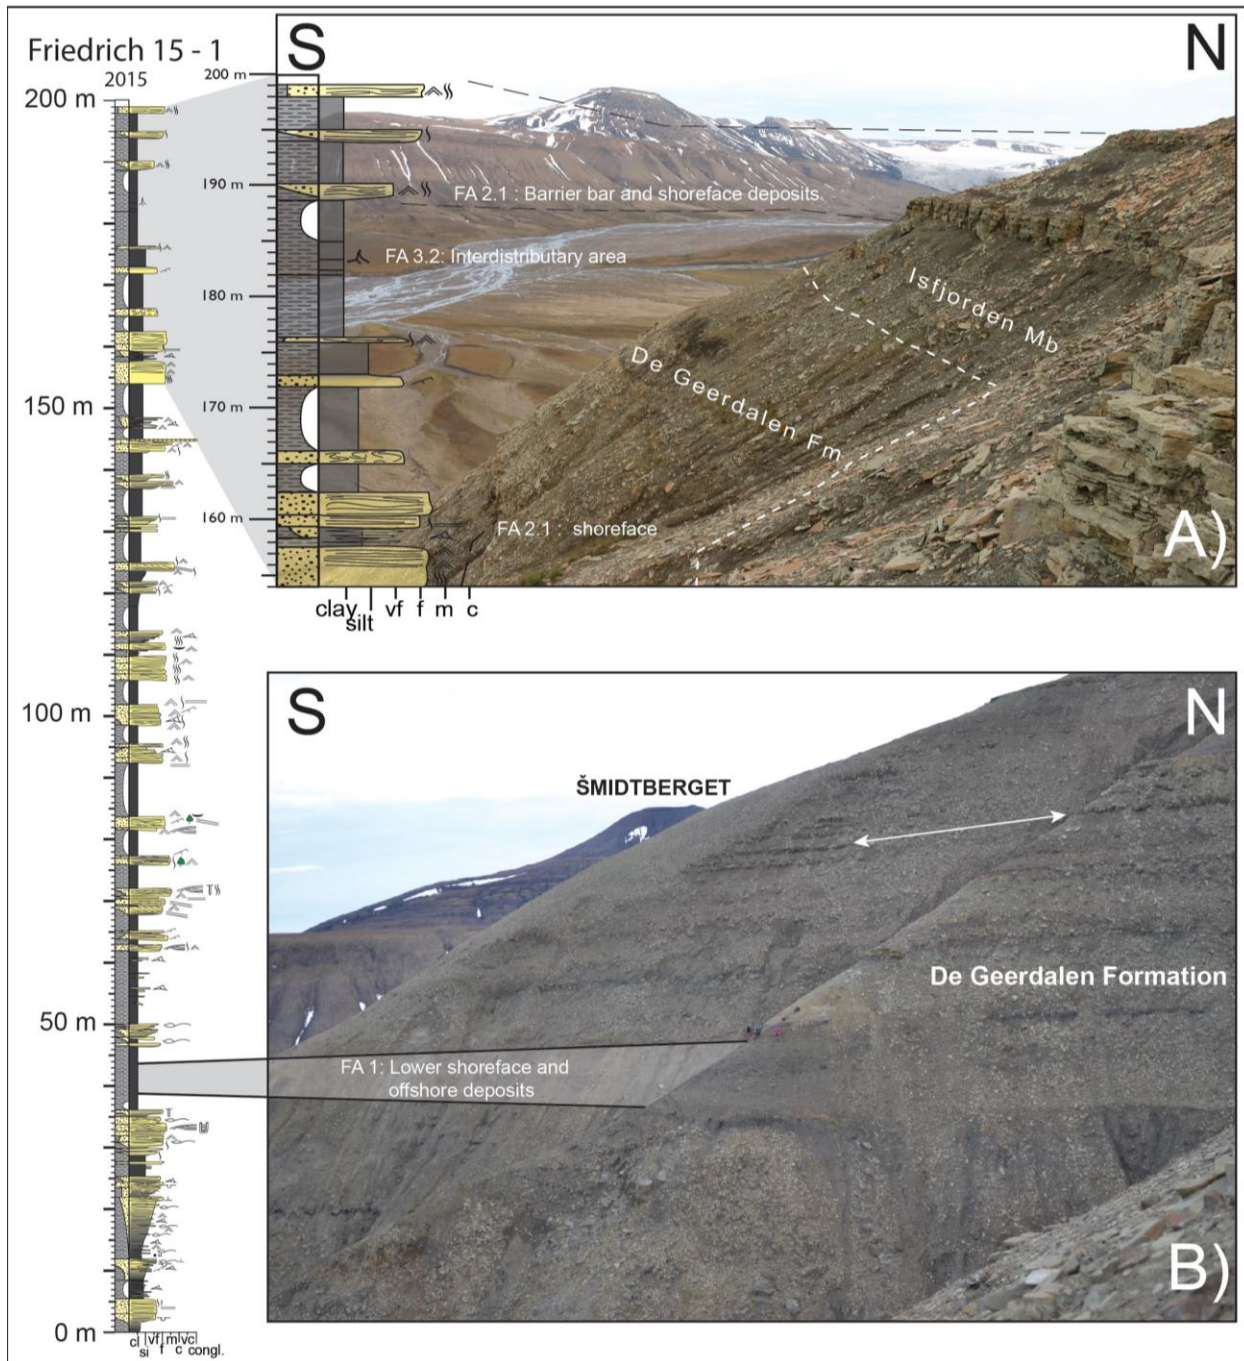 Friedrich 15 - 1
2015
200 m
150 m
100 m
50 m
0 m
cl
si
vf
f
m
c
vc
congl.
S
N
200 m
190 m
180 m
170 m
160 m
FA 2.1 : Barrier bar and shoreface deposits.
FA 3.2: Interdistributary area
FA 2.1 : shoreface
Isfjorden Mb
De Geerdalen Fm
A)
clay
silt
vf
f
m
c
S
N
ŠMIDTBERGET
De Geerdalen Formation
FA 1: Lower shoreface and
offshore deposits
B)